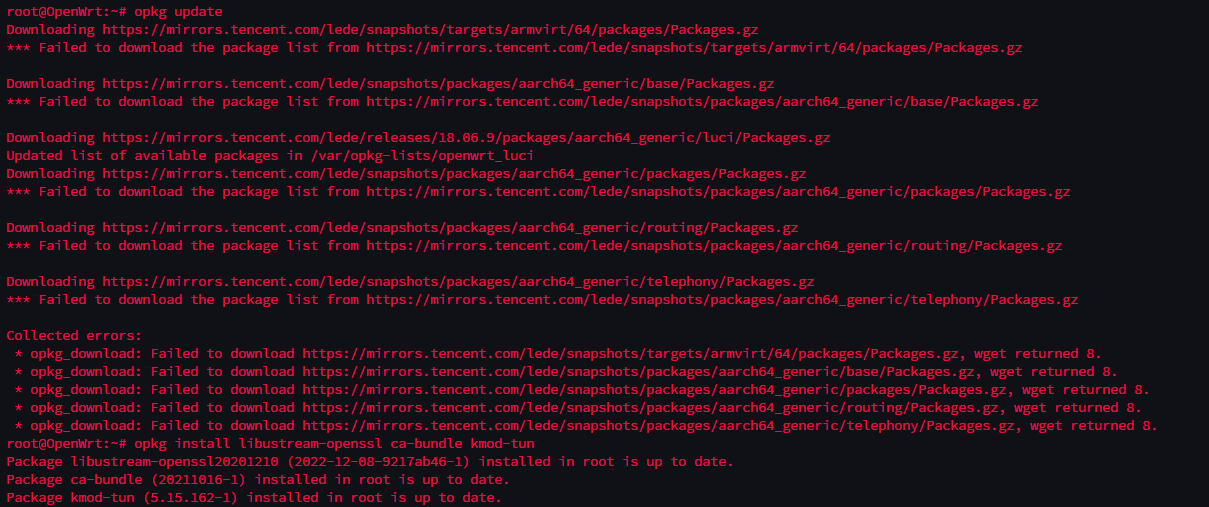 root@OpenWrt:~# opkg update
Downloading https://mirrors.tencent.com/lede/snapshots/targets/armvirt/64/packages/Packages.gz
*** Failed to download the package list from https://mirrors.tencent.com/lede/snapshots/targets/armvirt/64/packages/Packages.gz
Downloading https://mirrors.tencent.com/lede/snapshots/packages/aarch64_generic/base/Packages.gz
*** Failed to download the package list from https://mirrors.tencent.com/lede/snapshots/packages/aarch64_generic/base/Packages.gz
Downloading https://mirrors.tencent.com/lede/releases/18.06.9/packages/aarch64_generic/luci/Packages.gz
Updated list of available packages in /var/opkg-lists/openwrt_luci
Downloading https://mirrors.tencent.com/lede/snapshots/packages/aarch64_generic/packages/Packages.gz
*** Failed to download the package list from https://mirrors.tencent.com/lede/snapshots/packages/aarch64_generic/packages/Packages.gz
Downloading https://mirrors.tencent.com/lede/snapshots/packages/aarch64_generic/routing/Packages.gz
*** Failed to download the package list from https://mirrors.tencent.com/lede/snapshots/packages/aarch64_generic/routing/Packages.gz
Downloading https://mirrors.tencent.com/lede/snapshots/packages/aarch64_generic/telephony/Packages.gz
*** Failed to download the package list from https://mirrors.tencent.com/lede/snapshots/packages/aarch64_generic/telephony/Packages.gz
Collected errors:
 * opkg_download: Failed to download https://mirrors.tencent.com/lede/snapshots/targets/armvirt/64/packages/Packages.gz, wget returned 8.
 * opkg_download: Failed to download https://mirrors.tencent.com/lede/snapshots/packages/aarch64_generic/base/Packages.gz, wget returned 8.
 * opkg_download: Failed to download https://mirrors.tencent.com/lede/snapshots/packages/aarch64_generic/packages/Packages.gz, wget returned 8.
 * opkg_download: Failed to download https://mirrors.tencent.com/lede/snapshots/packages/aarch64_generic/routing/Packages.gz, wget returned 8.
 * opkg_download: Failed to download https://mirrors.tencent.com/lede/snapshots/packages/aarch64_generic/telephony/Packages.gz, wget returned 8.
root@OpenWrt:~# opkg install libustream-openssl ca-bundle kmod-tun
Package libustream-openssl20201210 (2022-12-08-9217ab46-1) installed in root is up to date.
Package ca-bundle (20211016-1) installed in root is up to date.
Package kmod-tun (5.15.162-1) installed in root is up to date.